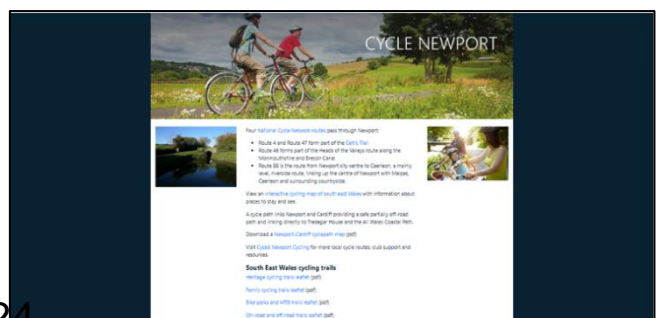 CYCLE NEWPORT
Four National Cycle Network routes pass through Newport:
Route 4 and Route 47 form part of the Celtic Trail
Route 46 forms part of the Heads of the Valleys route along the
Monmouthshire and Brecon Canal
Route 88 is the route from Newport city centre to Caerleon, a mainly
level, riverside route, linking up the centre of Newport with Malpas,
Caerleon and surrounding countryside.
View an interactive cycling map of south east Wales with information about
places to stay and see.
A cycle path links Newport and Cardiff providing a safe partially off-road
path and linking directly to Tredegar House and the All Wales Coastal Path.
Download a Newport-Cardiff cyclepath map (pdf)
Visit Newport Cycling for more local cycle routes, club support and
resources.
South East Wales cycling trails
Heritage cycling trails leaflet (pdf)
Family cycling trails leaflet (pdf)
Bike parks and MTB trails leaflet (pdf)
On-road and off-road trails leaflet (pdf)
24